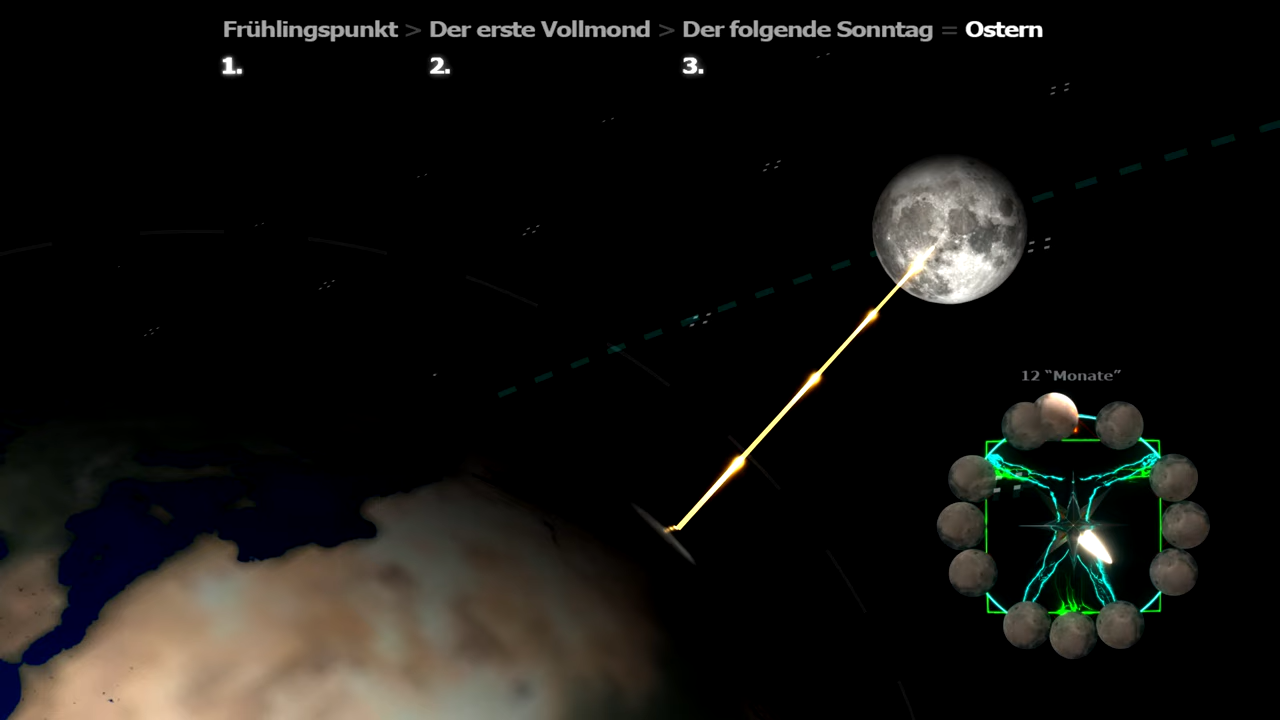 Frühlingspunkt > Der erste Vollmond > Der folgende Sonntag = Ostern
1. 2. 3.
12 “Monate”